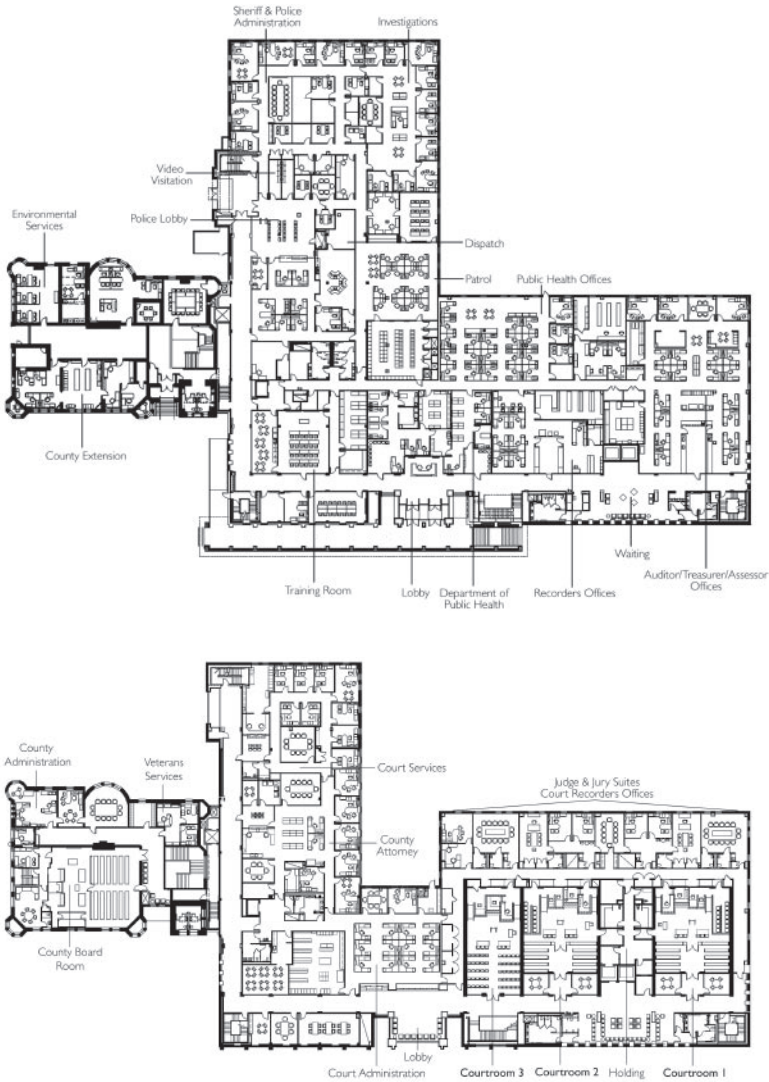 Sheriff & Police
Administration
Investigations
Video
Visitation
Police Lobby
Environmental
Services
Dispatch
Patrol
Public Health Offices
County Extension
Waiting
Auditor/Treasurer/Assessor
Offices
Training Room
Lobby
Department of
Public Health
Recorders Offices
County
Administration
Veterans
Services
Court Services
Judge & Jury Suites
Court Recorders Offices
County
Attorney
County Board
Room
Lobby
Court Administration
Courtroom 3
Courtroom 2
Holding
Courtroom 1